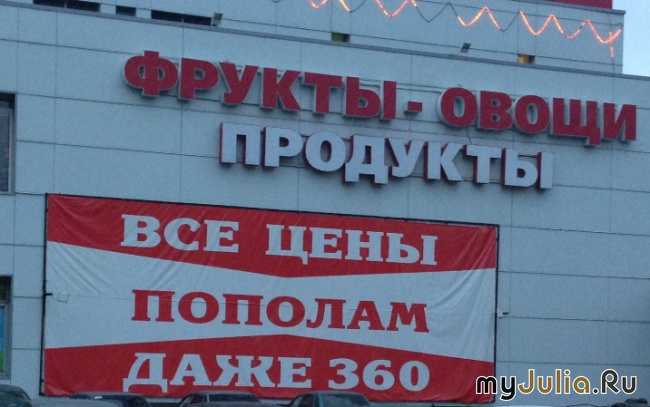 ФРУКТЫ - ОВОЩИ
ПРОДУКТЫ
ВСЕ ЦЕНЫ
ПОПОЛАМ
ДАЖЕ 360
myJulia.Ru